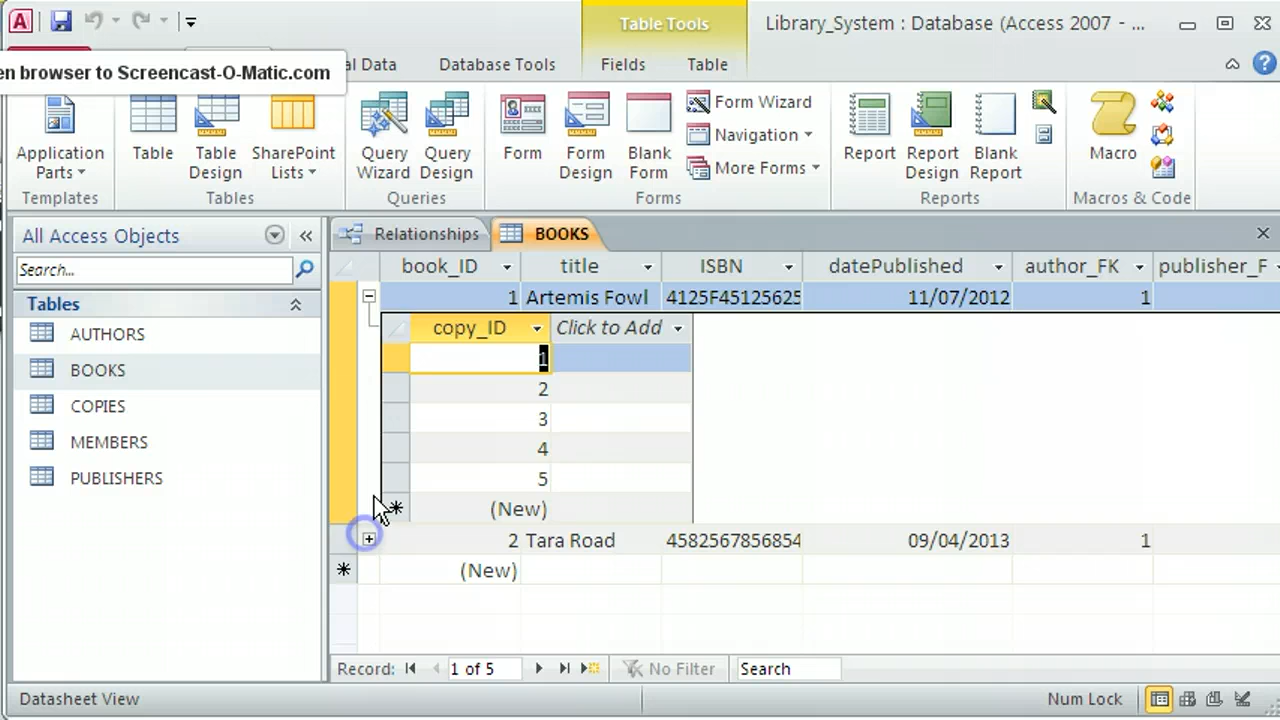 Table Tools
Library_System : Database (Access 2007 - ...
en browser to Screencast-O-Matic.com
al Data
Database Tools
Fields
Table
Application Parts
Table
Table Design
SharePoint Lists
Query Wizard
Query Design
Form
Form Design
Blank Form
Form Wizard
Navigation
More Forms
Report
Report Design
Blank Report
Macro
Templates
Tables
Queries
Forms
Reports
Macros & Code
All Access Objects
Search...
Tables
AUTHORS
BOOKS
COPIES
MEMBERS
PUBLISHERS
Relationships
BOOKS
book_ID title ISBN datePublished author_FK publisher_F
1 Artemis Fowl 4125F45125625 11/07/2012 1
copy_ID Click to Add
1
2
3
4
5
(New)
2 Tara Road 4582567856854 09/04/2013 1
(New)
Record: 1 of 5 No Filter Search
Datasheet View
Num Lock